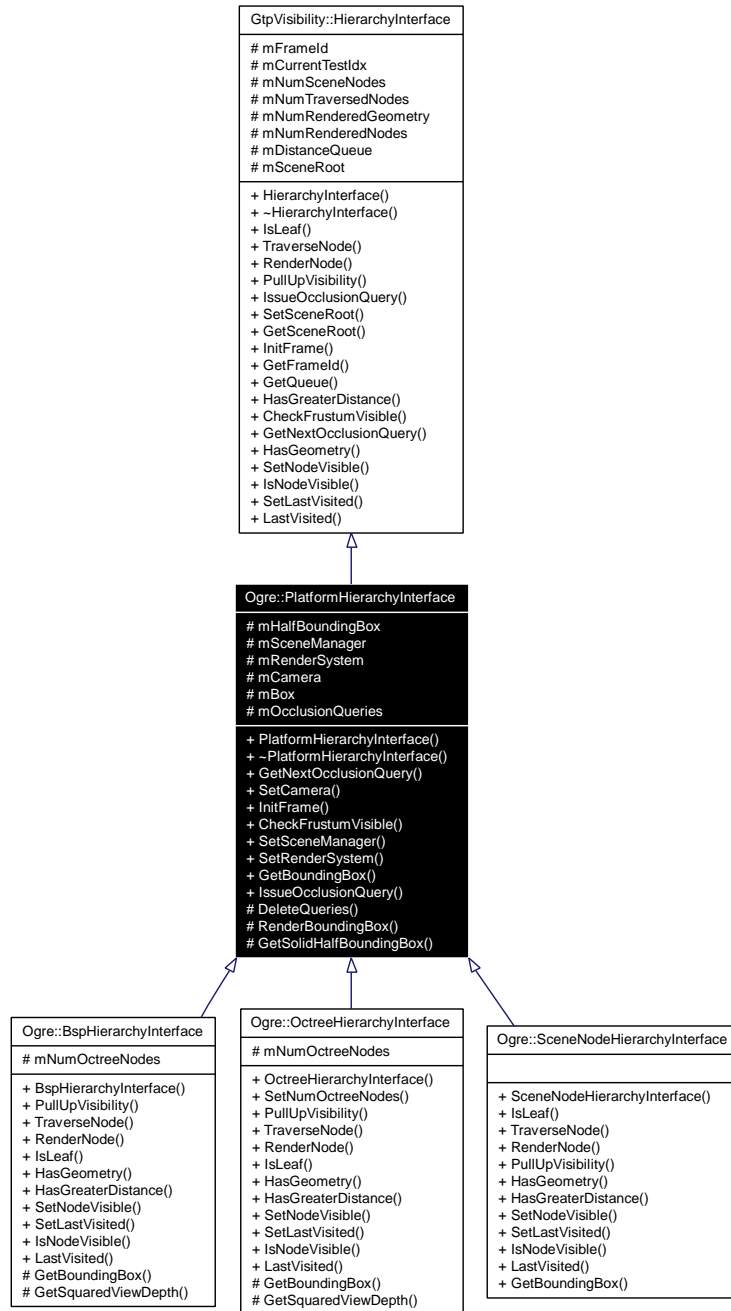 GtpVisibility::HierarchyInterface
# mFrameId
# mCurrentTestIdx
# mNumSceneNodes
# mNumTraversedNodes
# mNumRenderedGeometry
# mNumRenderedNodes
# mDistanceQueue
# mSceneRoot
+ HierarchyInterface()
+ ~HierarchyInterface()
+ IsLeaf()
+ TraverseNode()
+ RenderNode()
+ PullUpVisibility()
+ IssueOcclusionQuery()
+ SetSceneRoot()
+ GetSceneRoot()
+ InitFrame()
+ GetFrameId()
+ GetQueue()
+ HasGreaterDistance()
+ CheckFrustumVisible()
+ GetNextOcclusionQuery()
+ HasGeometry()
+ SetNodeVisible()
+ IsNodeVisible()
+ SetLastVisited()
+ LastVisited()
Ogre::PlatformHierarchyInterface
# mHalfBoundingBox
# mSceneManager
# mRenderSystem
# mCamera
# mBox
# mOcclusionQueries
+ PlatformHierarchyInterface()
+ ~PlatformHierarchyInterface()
+ GetNextOcclusionQuery()
+ SetCamera()
+ InitFrame()
+ CheckFrustumVisible()
+ SetSceneManager()
+ SetRenderSystem()
+ GetBoundingBox()
+ IssueOcclusionQuery()
# DeleteQueries()
# RenderBoundingBox()
# GetSolidHalfBoundingBox()
Ogre::BspHierarchyInterface
# mNumOctreeNodes
+ BspHierarchyInterface()
+ PullUpVisibility()
+ TraverseNode()
+ RenderNode()
+ IsLeaf()
+ HasGeometry()
+ HasGreaterDistance()
+ SetNodeVisible()
+ SetLastVisited()
+ IsNodeVisible()
+ LastVisited()
# GetBoundingBox()
# GetSquaredViewDepth()
Ogre::OctreeHierarchyInterface
# mNumOctreeNodes
+ OctreeHierarchyInterface()
+ SetNumOctreeNodes()
+ PullUpVisibility()
+ TraverseNode()
+ RenderNode()
+ IsLeaf()
+ HasGeometry()
+ HasGreaterDistance()
+ SetNodeVisible()
+ SetLastVisited()
+ IsNodeVisible()
+ LastVisited()
# GetBoundingBox()
# GetSquaredViewDepth()
Ogre::SceneNodeHierarchyInterface
+ SceneNodeHierarchyInterface()
+ IsLeaf()
+ TraverseNode()
+ RenderNode()
+ PullUpVisibility()
+ HasGeometry()
+ HasGreaterDistance()
+ SetNodeVisible()
+ SetLastVisited()
+ IsNodeVisible()
+ LastVisited()
+ GetBoundingBox()